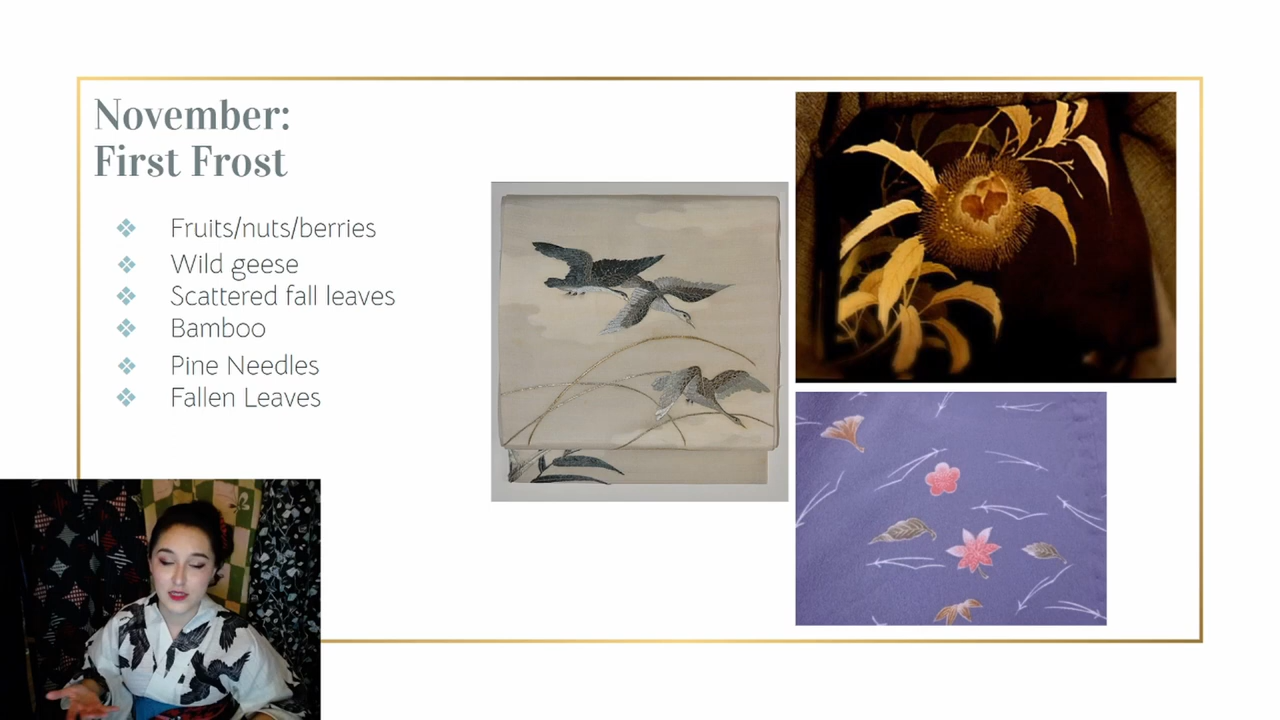 November:
First Frost
Fruits/nuts/berries
Wild geese
Scattered fall leaves
Bamboo
Pine Needles
Fallen Leaves